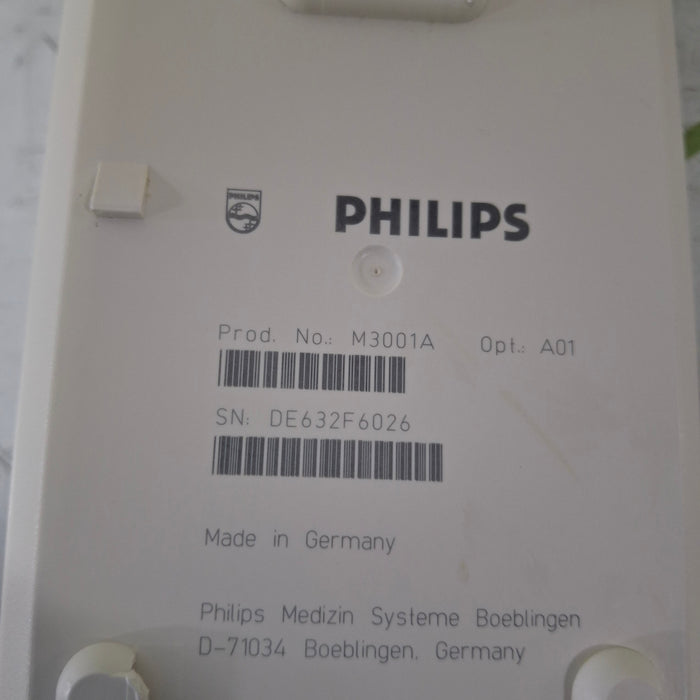 PHILIPS
PHILIPS
Prod. No.: M3001A Opt.: A01
SN: DE632F6026
Made in Germany
Philips Medizin Systeme Boeblingen
D-71034 Boeblingen, Germany